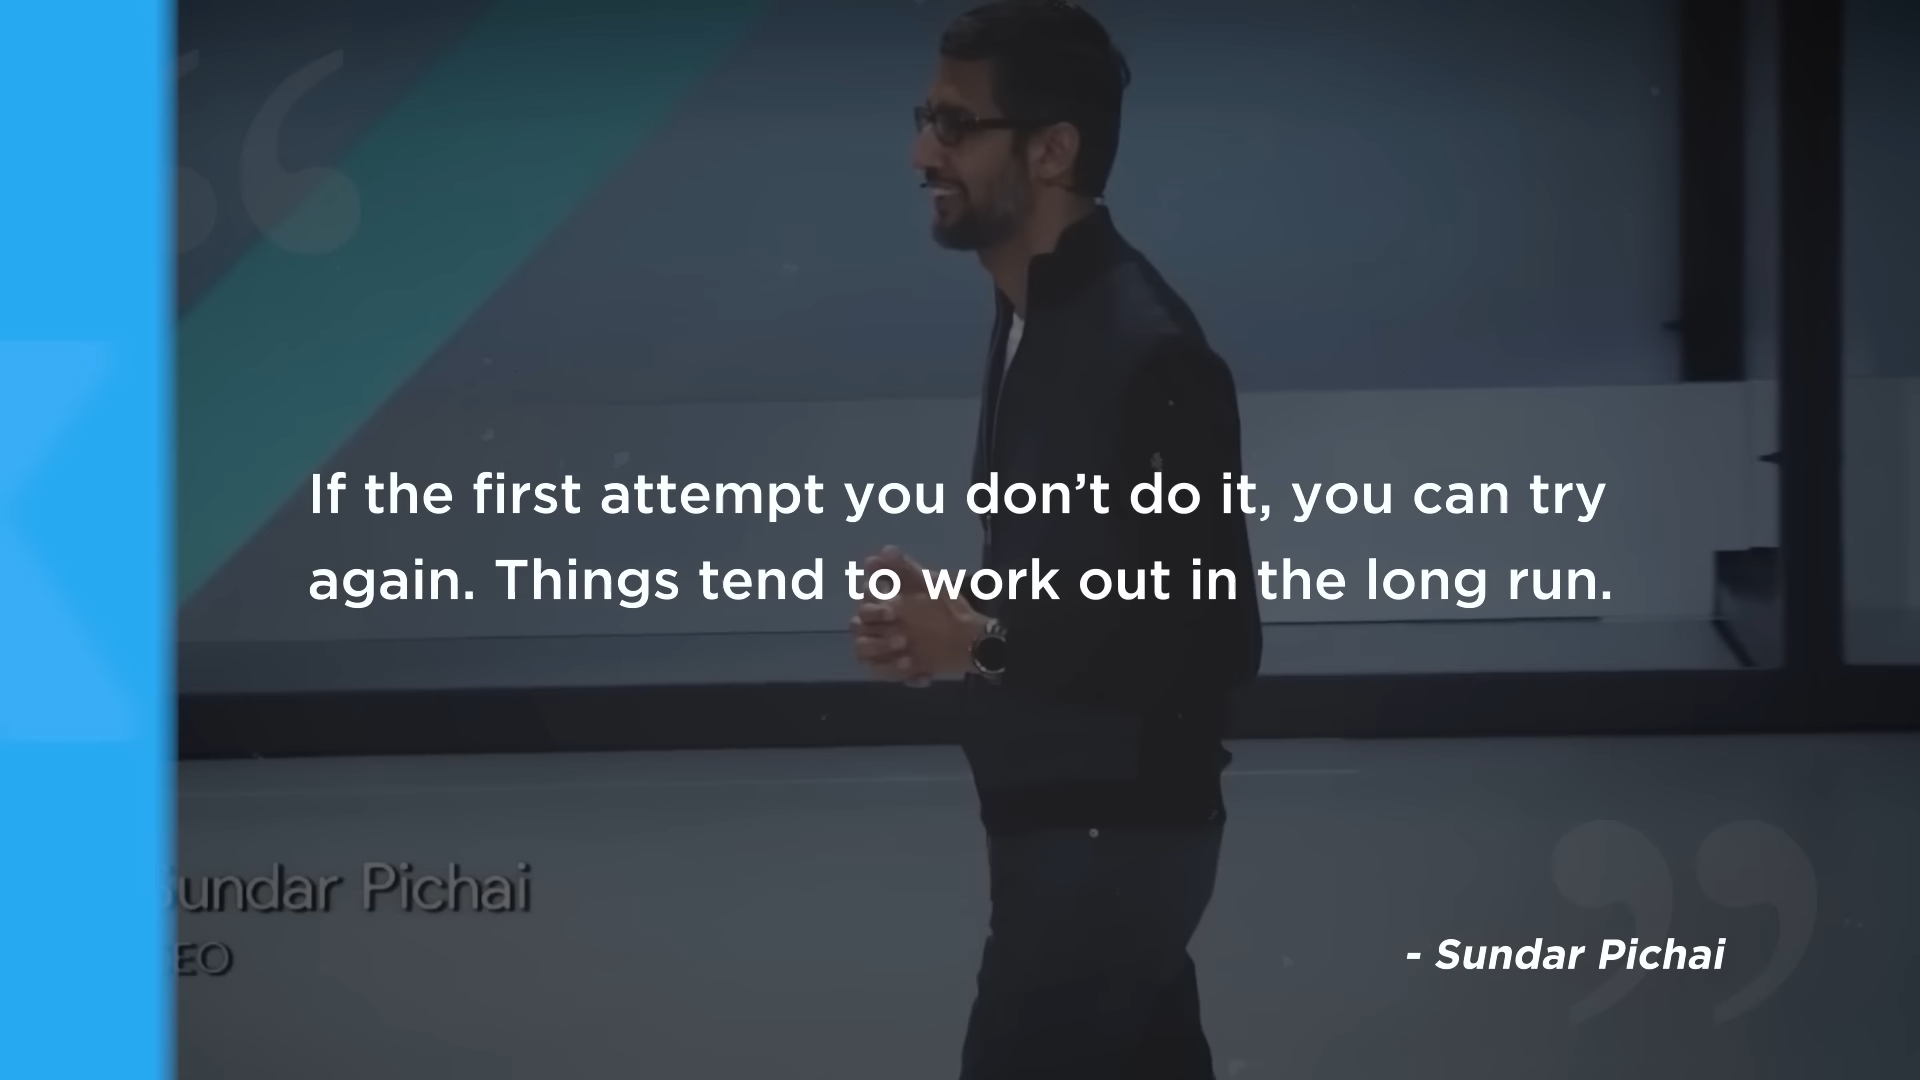 If the first attempt you don’t do it, you can try
again. Things tend to work out in the long run.
Sundar Pichai
EO
- Sundar Pichai